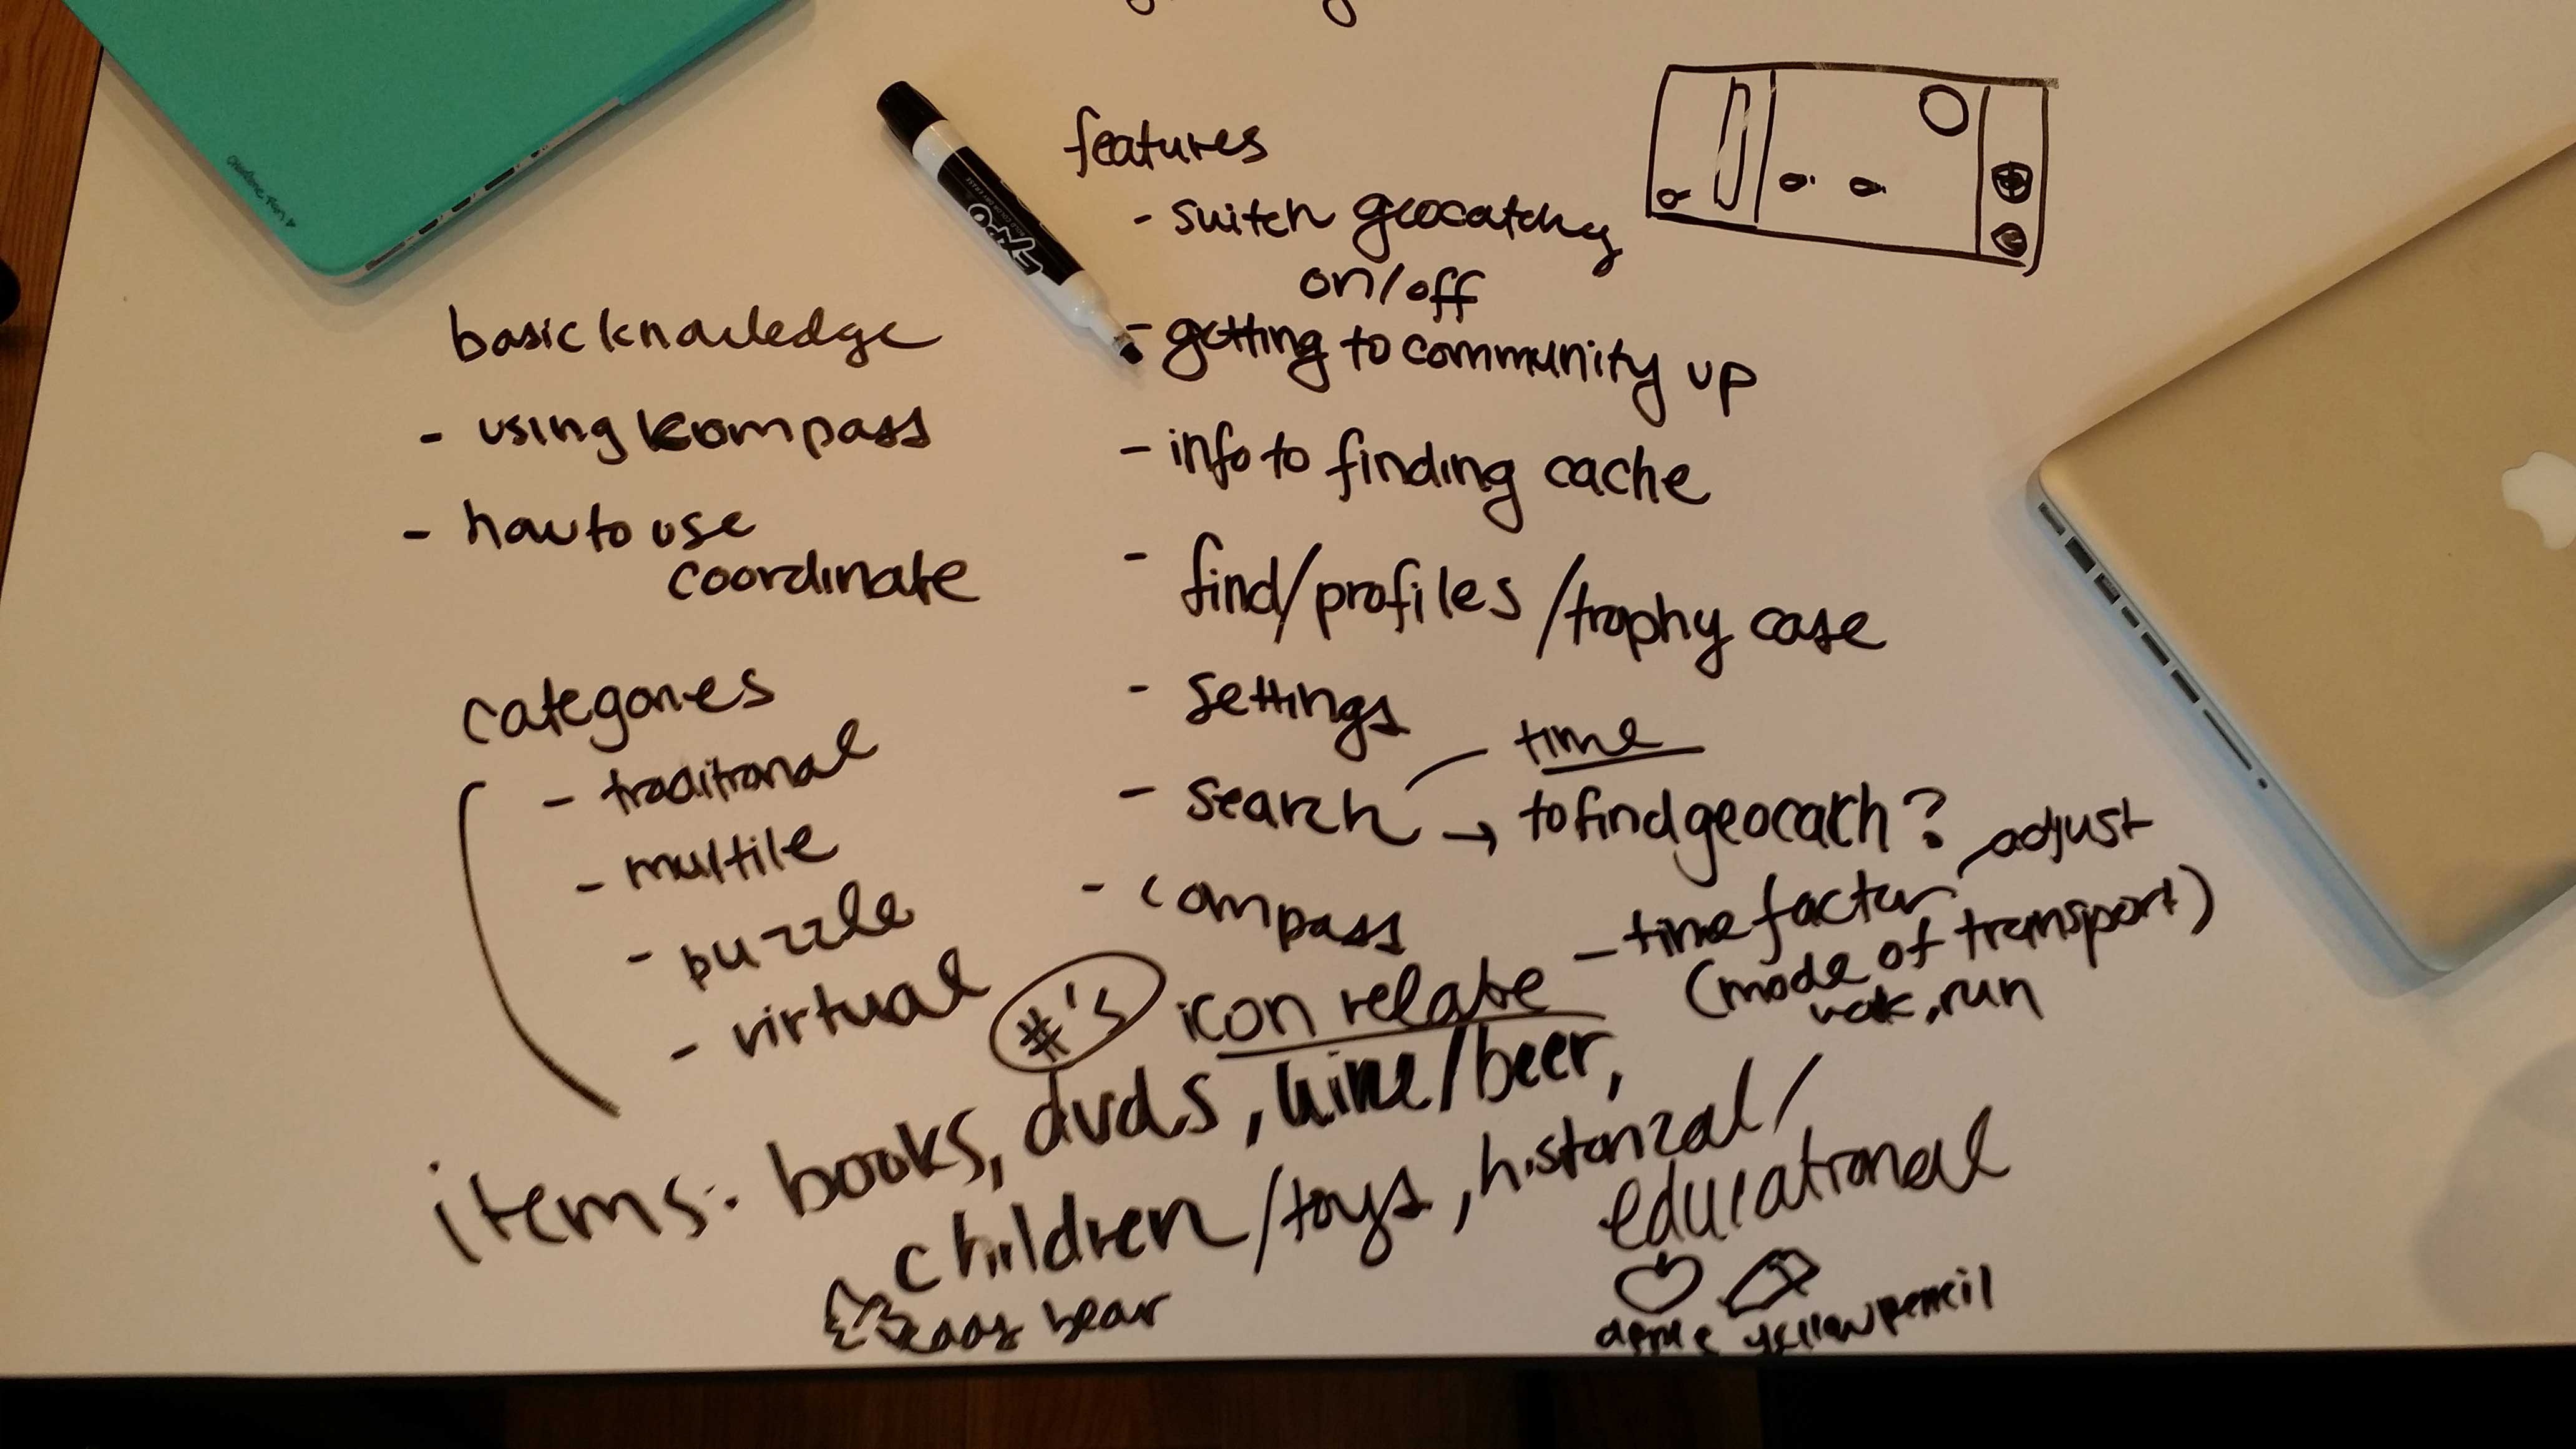 features
- switch geocatchg
on/off
- getting to community up
- info to finding cache
- find/profiles/trophy case
- settings
- search - time
→ to find geocach?
- compass
- time factor - adjust
(mode of transport)
walk, run
basic knowledge
- using kompass
- how to use
coordinate
categories
- traditional
- multile
- puzzle
- virtual
#'s icon relate
items: books, dvds, wine/beer,
children/toys, historical/
educational
bear
apple yellow pencil
EXPO